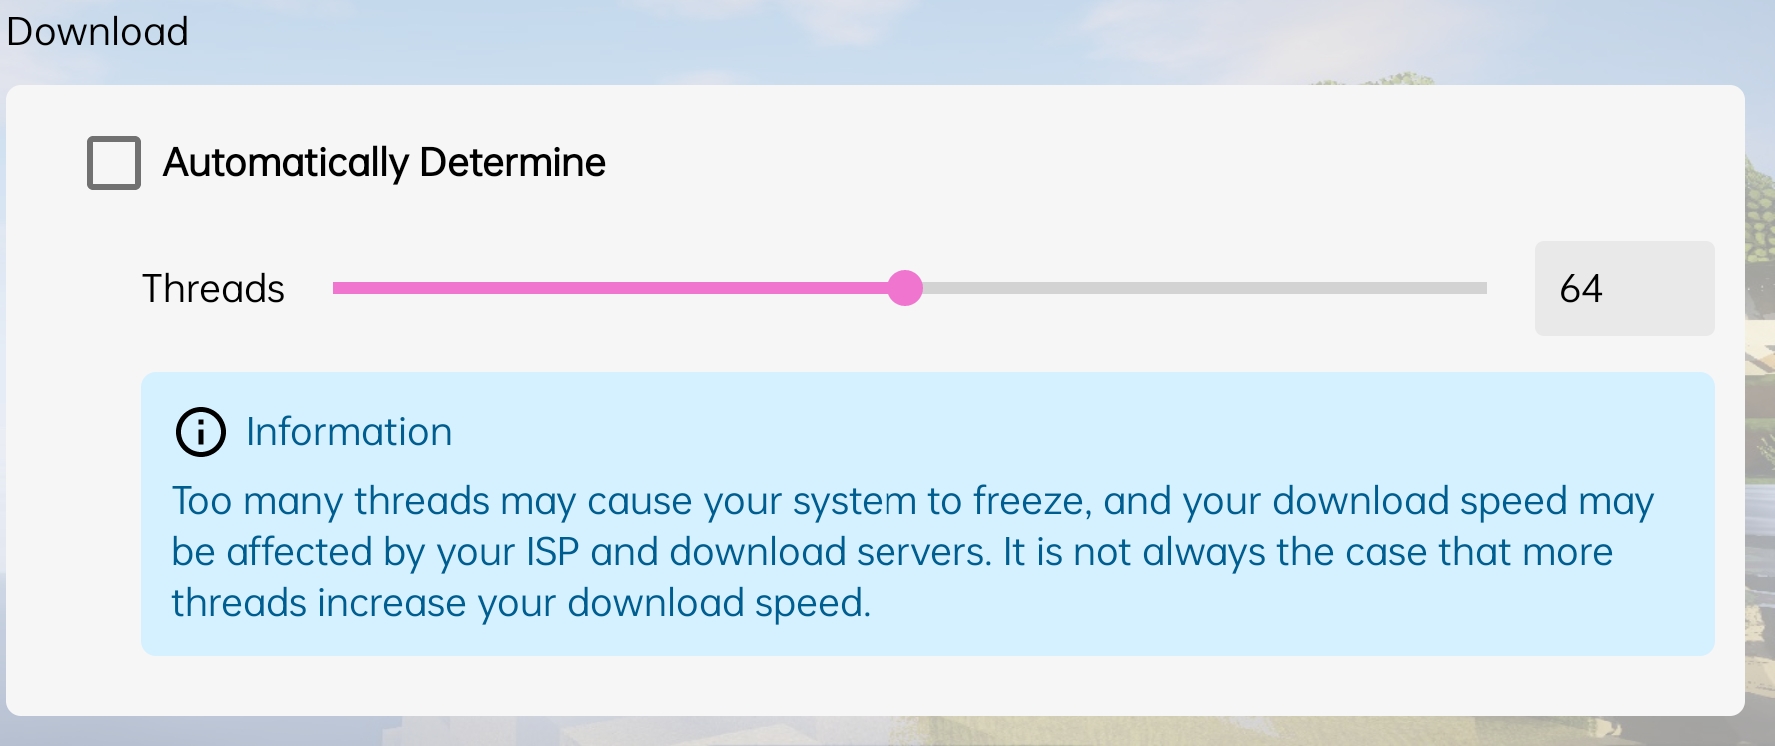 Download
Automatically Determine
Threads
64
Information
Too many threads may cause your system to freeze, and your download speed may
be affected by your ISP and download servers. It is not always the case that more
threads increase your download speed.